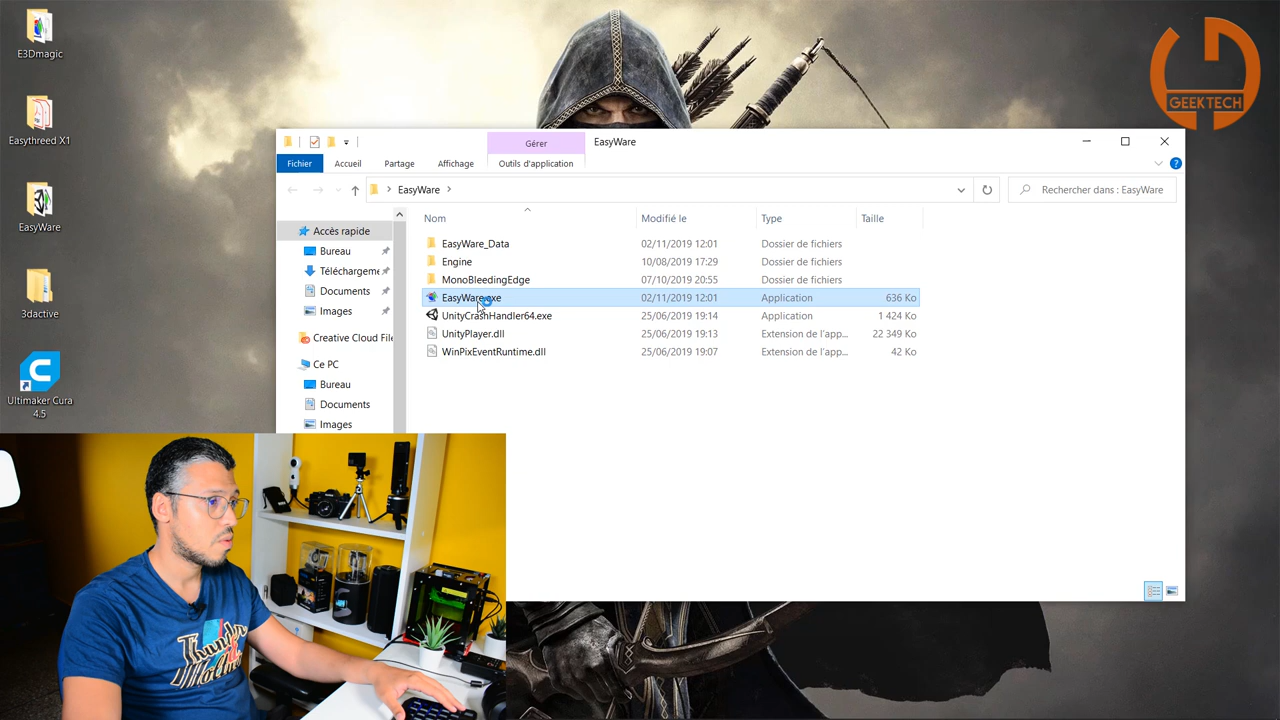 E3Dmagic
Easythreed X1
EasyWare
3dactive
Ultimaker Cura
4.5
GEEKTECH
Gérer
EasyWare
Fichier
Accueil
Partage
Affichage
Outils d'application
EasyWare
Rechercher dans : EasyWare
Accès rapide
Bureau
Téléchargeme
Documents
Images
Creative Cloud File
Ce PC
Bureau
Documents
Images
Nom Modifié le Type Taille
EasyWare_Data 02/11/2019 12:01 Dossier de fichiers
Engine 10/08/2019 17:29 Dossier de fichiers
MonoBleedingEdge 07/10/2019 20:55 Dossier de fichiers
EasyWare.exe 02/11/2019 12:01 Application 636 Ko
UnityCrashHandler64.exe 25/06/2019 19:14 Application 1 424 Ko
UnityPlayer.dll 25/06/2019 19:13 Extension de l'app... 22 349 Ko
WinPixEventRuntime.dll 25/06/2019 19:07 Extension de l'app... 42 Ko